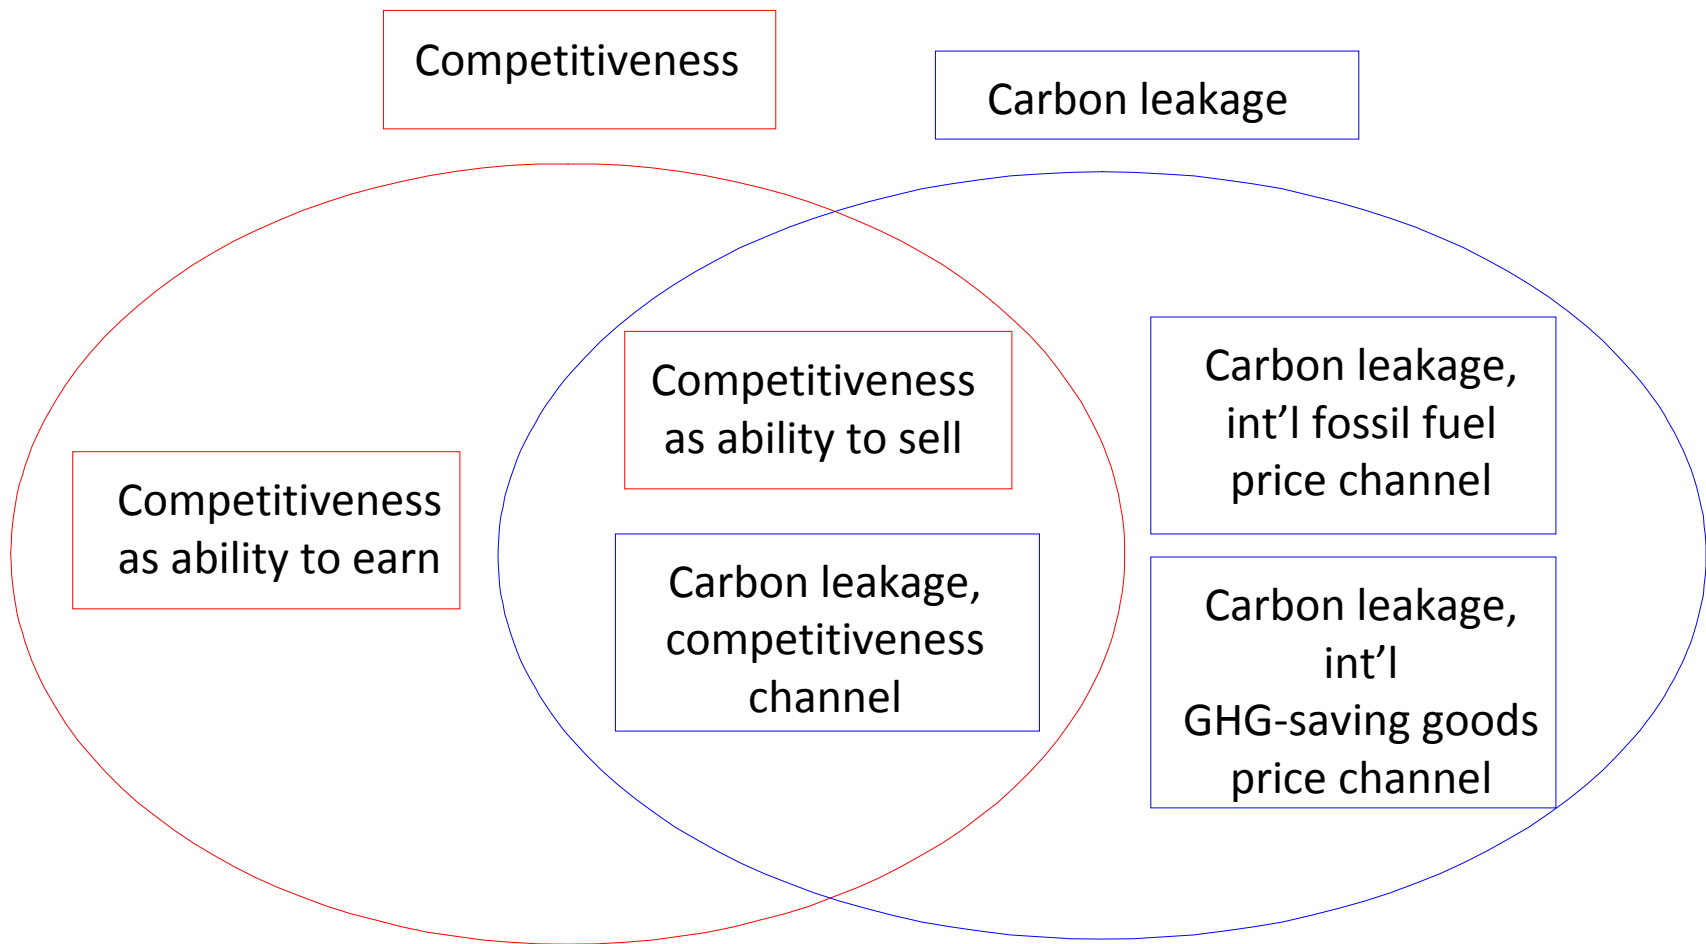 Competitiveness
Carbon leakage
Competitiveness
as ability to earn
Competitiveness
as ability to sell
Carbon leakage,
competitiveness
channel
Carbon leakage,
int’l fossil fuel
price channel
Carbon leakage,
int’l
GHG-saving goods
price channel